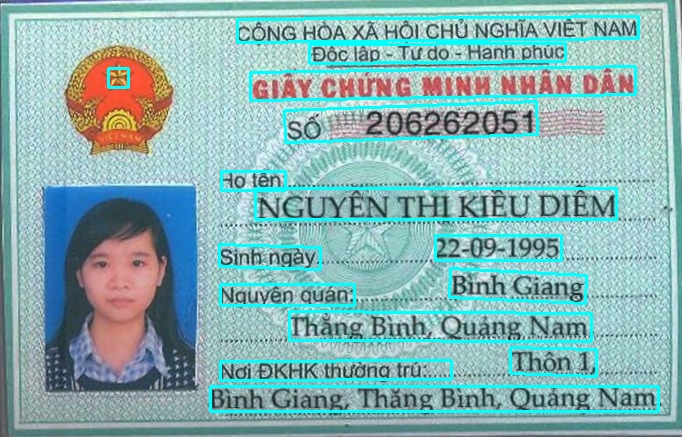 CỘNG HÒA XÃ HỘI CHỦ NGHĨA VIỆT NAM
Độc lập - Tự do - Hạnh phúc
GIẤY CHỨNG MINH NHÂN DÂN
SỐ 206262051
Họ tên
NGUYỄN THỊ KIỀU DIỄM
Sinh ngày 22-09-1995
Nguyên quán: Bình Giang
Thăng Bình, Quảng Nam
Nơi ĐKHK thường trú: Thôn 1,
Bình Giang, Thăng Bình, Quảng Nam